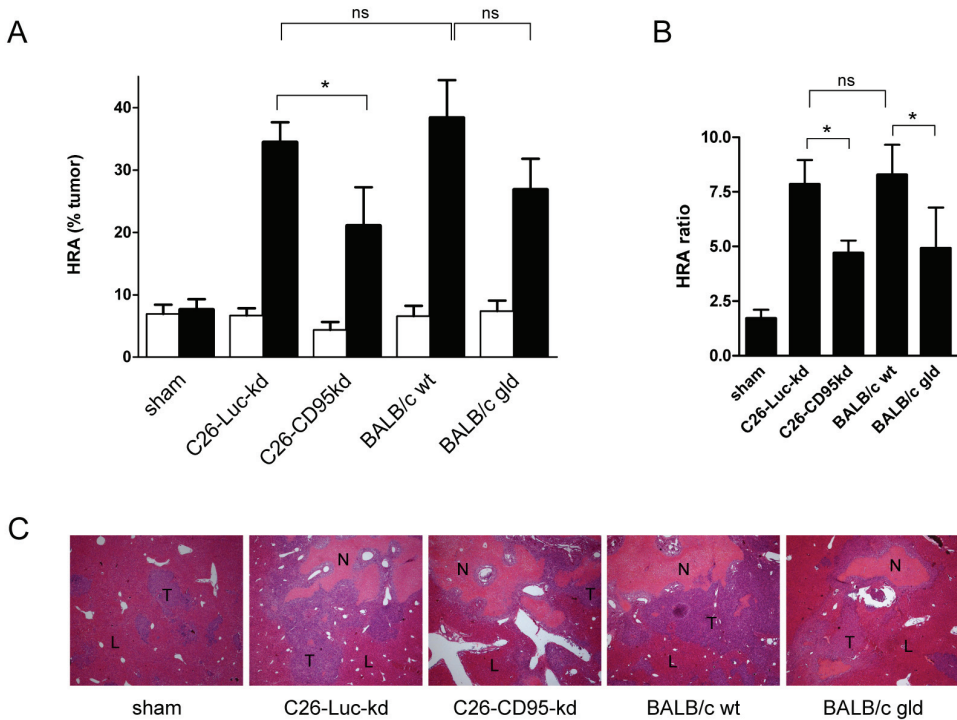 A
ns
ns
*
HRA (% tumor)
40
30
20
10
0
sham
C26-Luc-kd
C26-CD95kd
BALB/c wt
BALB/c gld
B
ns
*
*
HRA ratio
10.0
7.5
5.0
2.5
0.0
sham
C26-Luc-kd
C26-CD95kd
BALB/c wt
BALB/c gld
C
T
L
N
T
L
N
T
L
N
T
L
N
T
L
sham
C26-Luc-kd
C26-CD95-kd
BALB/c wt
BALB/c gld